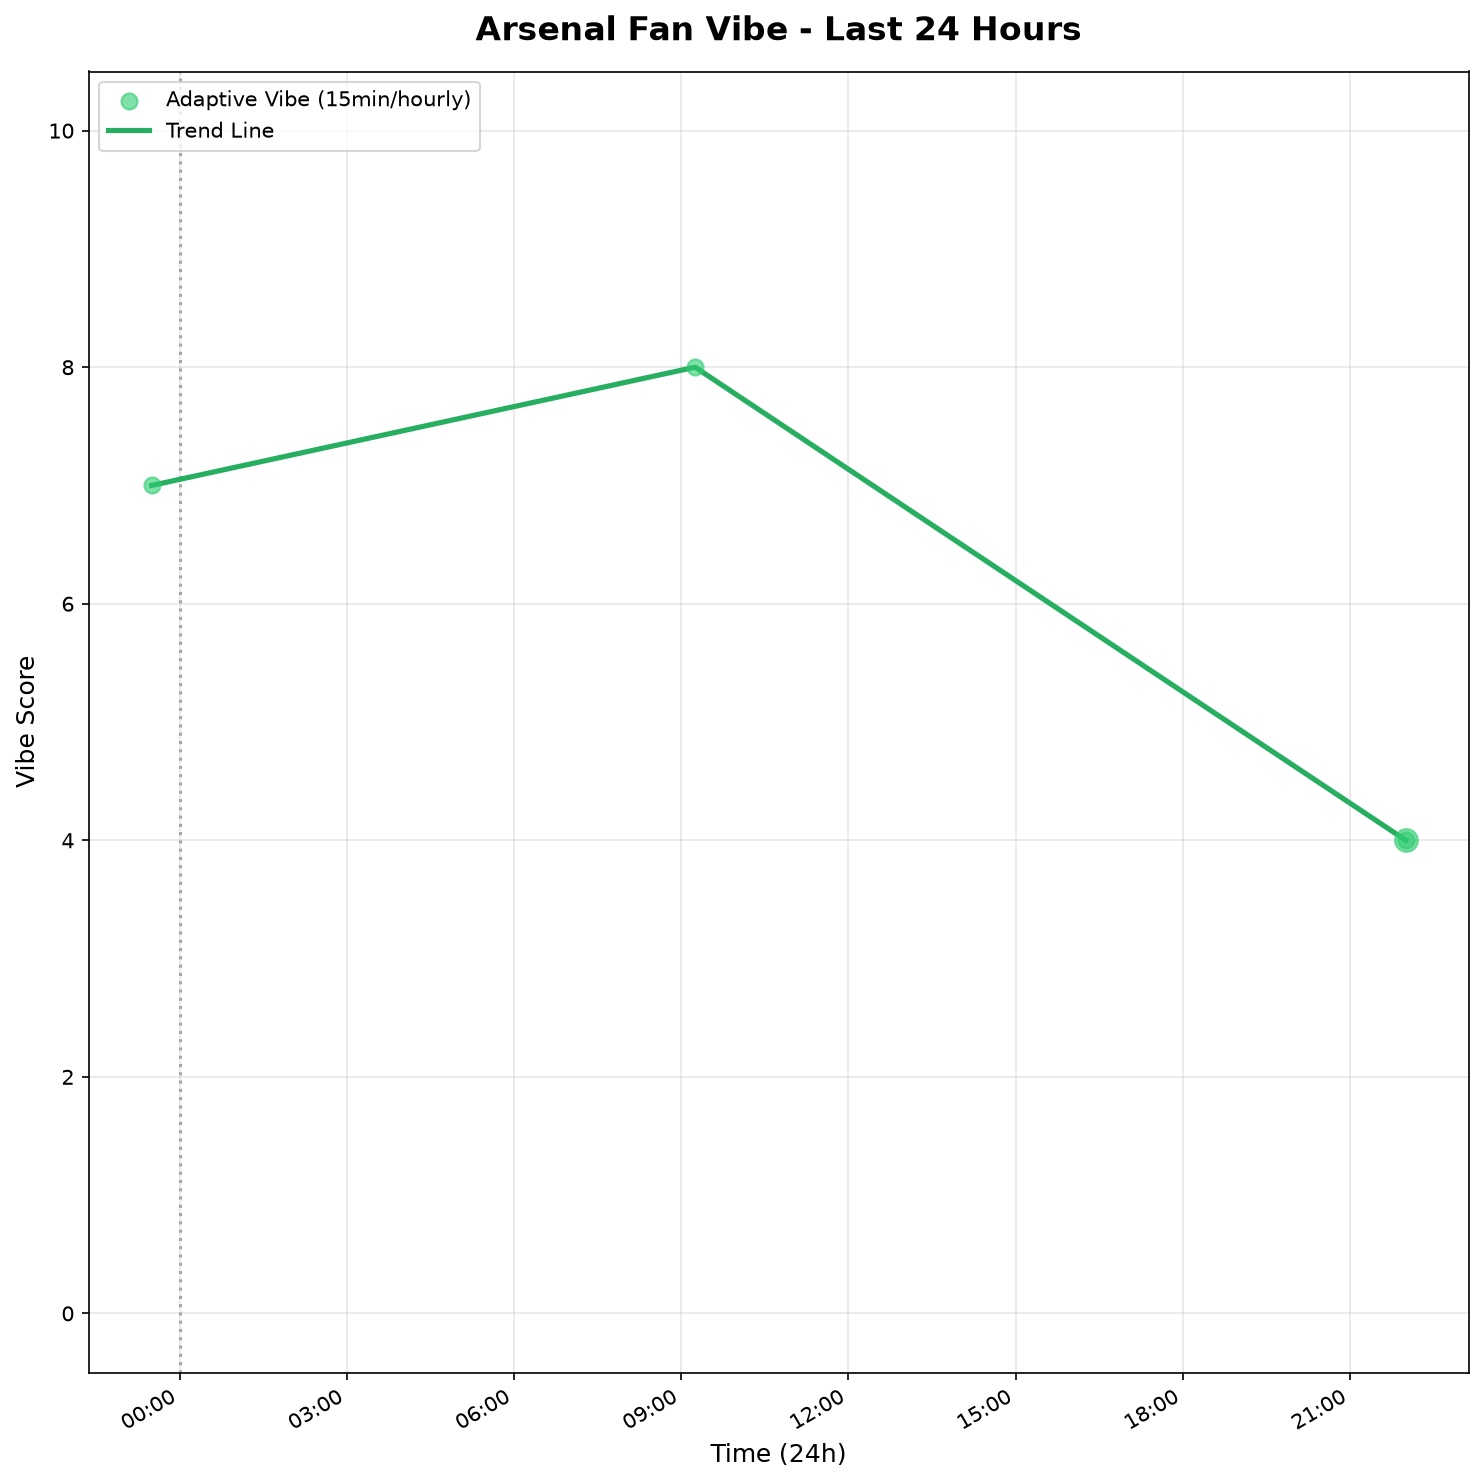 Arsenal Fan Vibe - Last 24 Hours
Adaptive Vibe (15min/hourly)
Trend Line
10
8
6
4
2
0
Vibe Score
00:00
03:00
06:00
09:00
12:00
15:00
18:00
21:00
Time (24h)